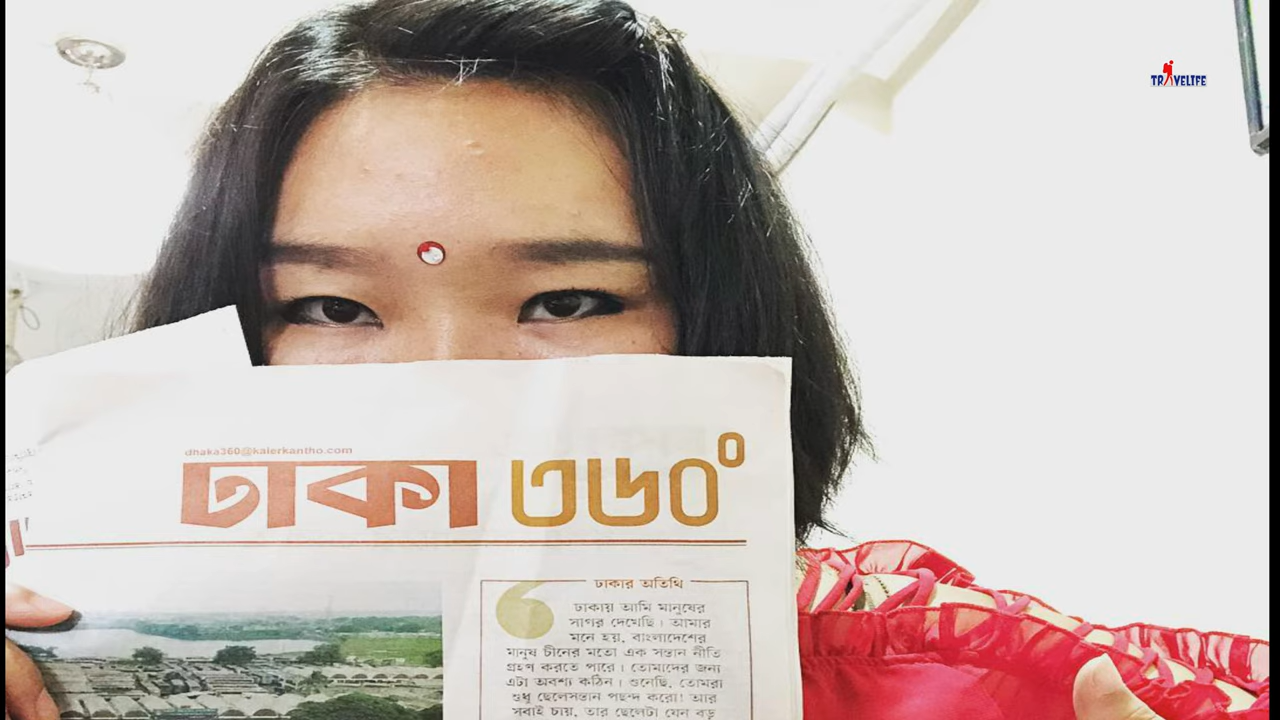 TRAVELIFE
dhaka360@kalerkantho.com
ঢাকা ৩৬০°
ঢাকার অতিথি
ঢাকায় আমি মানুষের
সাগর দেখেছি। আমার
মনে হয়, বাংলাদেশের
মানুষ চীনের মতো এক সন্তান নীতি
গ্রহণ করতে পারে। তোমাদের জন্য
এটা অবশ্য কঠিন। শুনেছি, তোমরা
শুধু ছেলেসন্তান পছন্দ করো! আর
সবাই চায়, তার ছেলেটা যেন বড়